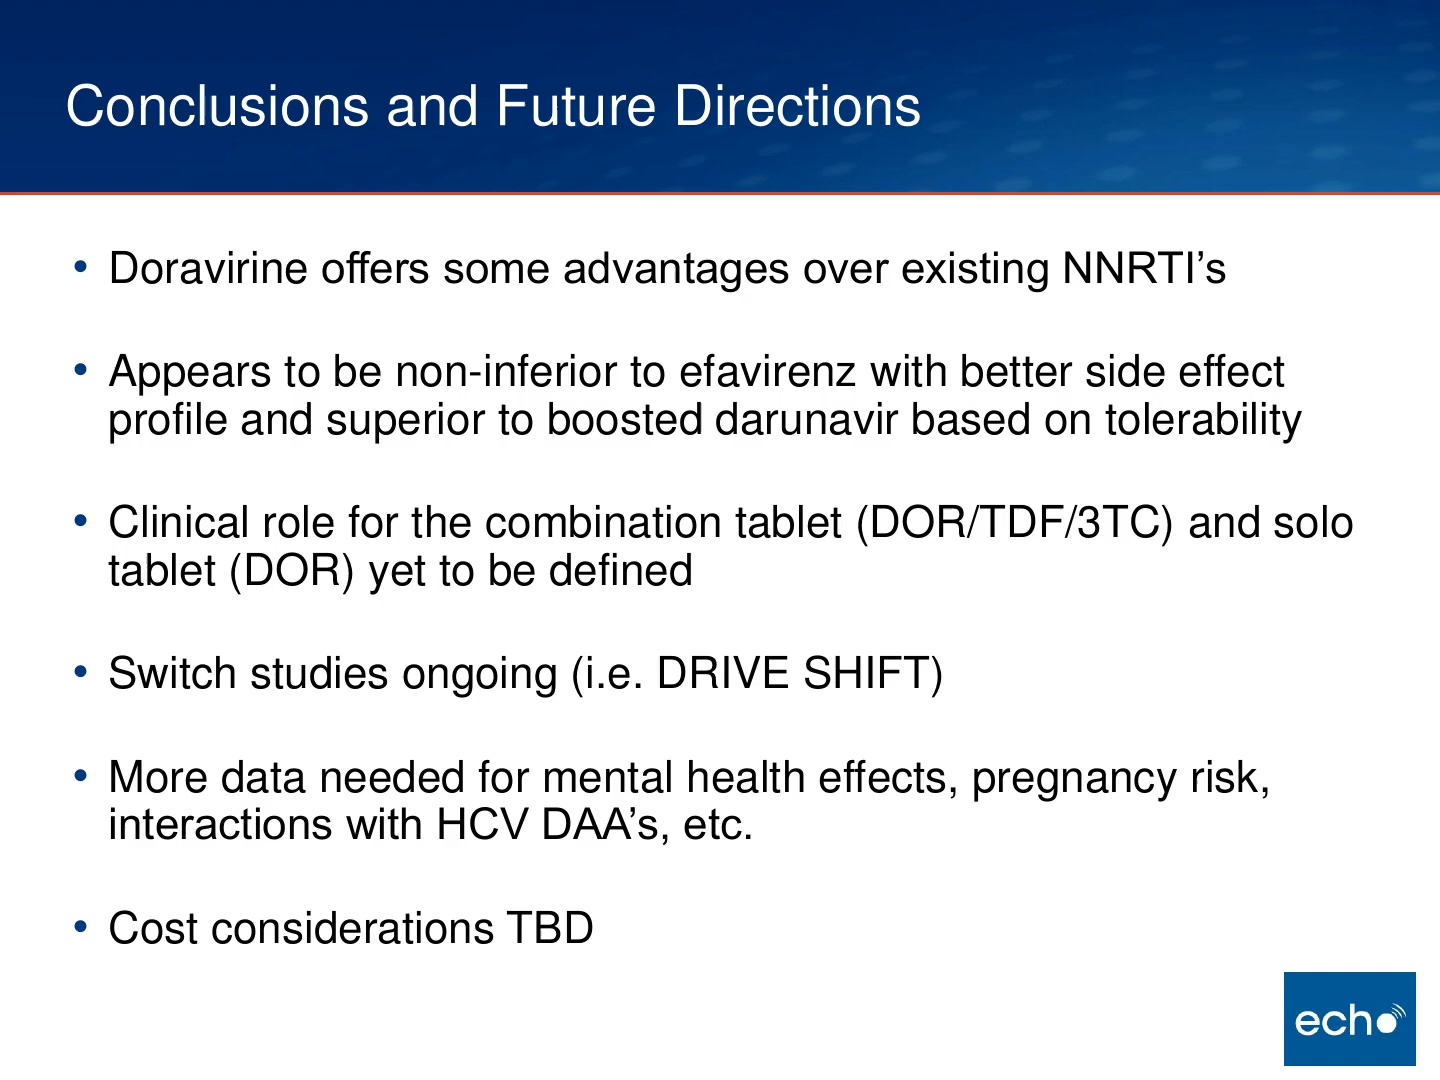 Conclusions and Future Directions
• Doravirine offers some advantages over existing NNRTI’s
• Appears to be non-inferior to efavirenz with better side effect
profile and superior to boosted darunavir based on tolerability
• Clinical role for the combination tablet (DOR/TDF/3TC) and solo
tablet (DOR) yet to be defined
• Switch studies ongoing (i.e. DRIVE SHIFT)
• More data needed for mental health effects, pregnancy risk,
interactions with HCV DAA’s, etc.
• Cost considerations TBD
echo